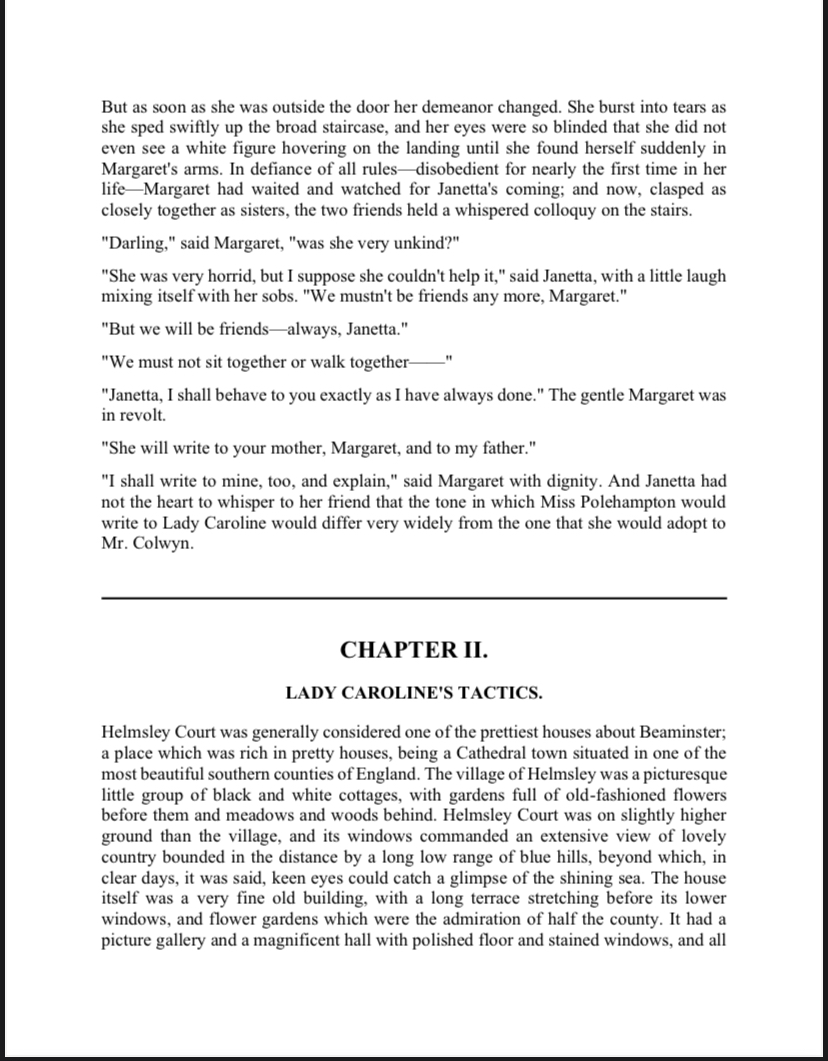 But as soon as she was outside the door her demeanor changed. She burst into tears as
she sped swiftly up the broad staircase, and her eyes were so blinded that she did not
even see a white figure hovering on the landing until she found herself suddenly in
Margaret's arms. In defiance of all rules—disobedient for nearly the first time in her
life—Margaret had waited and watched for Janetta's coming; and now, clasped as
closely together as sisters, the two friends held a whispered colloquy on the stairs.
"Darling," said Margaret, "was she very unkind?"
"She was very horrid, but I suppose she couldn't help it," said Janetta, with a little laugh
mixing itself with her sobs. "We mustn't be friends any more, Margaret."
"But we will be friends—always, Janetta."
"We must not sit together or walk together——"
"Janetta, I shall behave to you exactly as I have always done." The gentle Margaret was
in revolt.
"She will write to your mother, Margaret, and to my father."
"I shall write to mine, too, and explain," said Margaret with dignity. And Janetta had
not the heart to whisper to her friend that the tone in which Miss Polehampton would
write to Lady Caroline would differ very widely from the one that she would adopt to
Mr. Colwyn.
CHAPTER II.
LADY CAROLINE'S TACTICS.
Helmsley Court was generally considered one of the prettiest houses about Beaminster;
a place which was rich in pretty houses, being a Cathedral town situated in one of the
most beautiful southern counties of England. The village of Helmsley was a picturesque
little group of black and white cottages, with gardens full of old-fashioned flowers
before them and meadows and woods behind. Helmsley Court was on slightly higher
ground than the village, and its windows commanded an extensive view of lovely
country bounded in the distance by a long low range of blue hills, beyond which, in
clear days, it was said, keen eyes could catch a glimpse of the shining sea. The house
itself was a very fine old building, with a long terrace stretching before its lower
windows, and flower gardens which were the admiration of half the county. It had a
picture gallery and a magnificent hall with polished floor and stained windows, and all